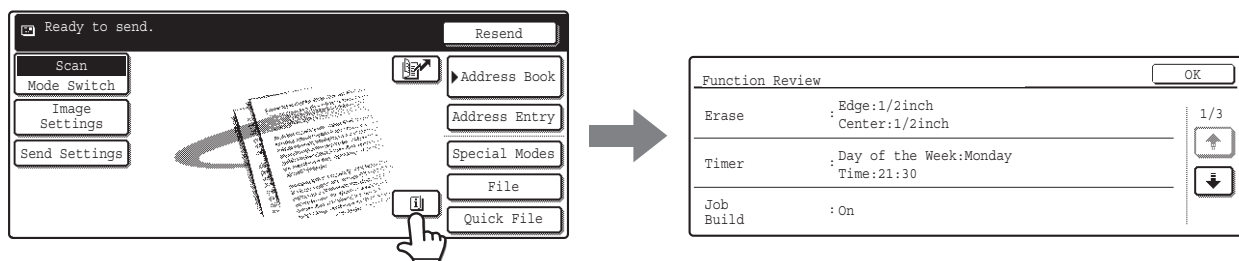 Ready to send.
Resend
Scan
Mode Switch
Image
Settings
Send Settings
Address Book
Address Entry
Special Modes
File
Quick File
Function Review
OK
Erase
:Edge:1/2inch
Center:1/2inch
1/3
Timer
:Day of the Week:Monday
Time:21:30
Job
Build
:On